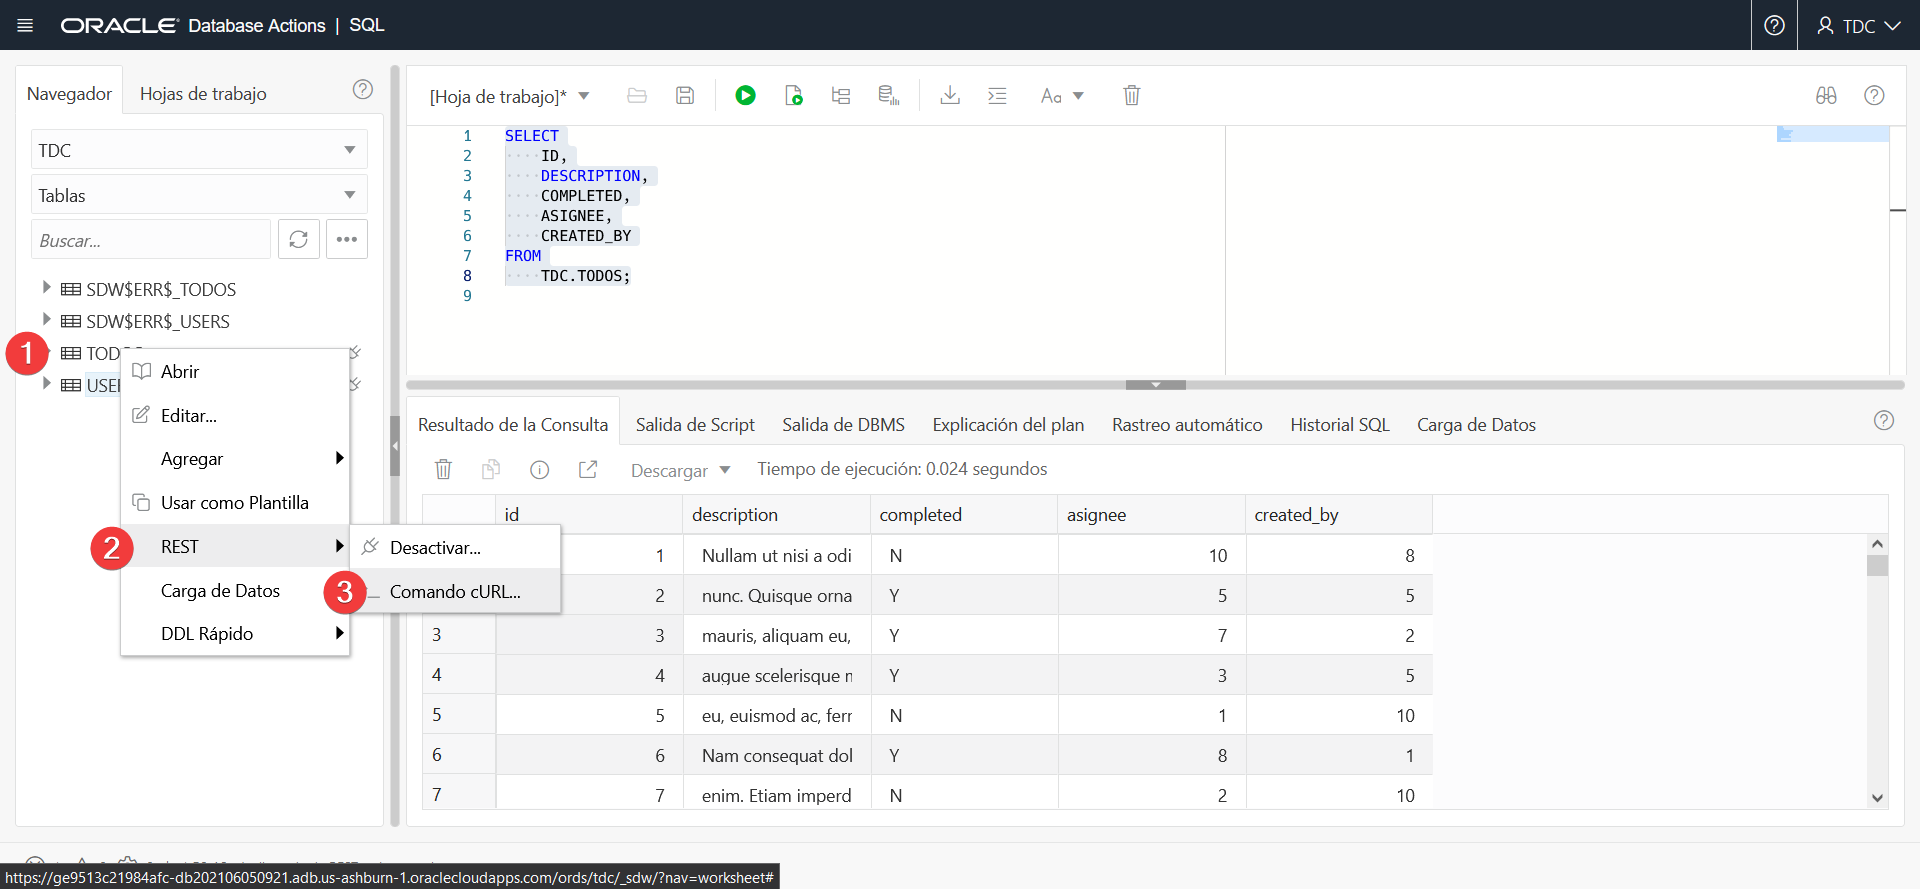 ORACLE Database Actions | SQL
TDC
Navegador
Hojas de trabajo
TDC
Tablas
Buscar...
SDW$ERR$_TODOS
SDW$ERR$_USERS
1
Abrir
Editar...
Agregar
Usar como Plantilla
2
REST
Desactivar...
Carga de Datos
3
Comando cURL...
DDL Rápido
[Hoja de trabajo]*
Aa
1 SELECT
2 ID,
3 DESCRIPTION,
4 COMPLETED,
5 ASIGNEE,
6 CREATED_BY
7 FROM
8 TDC.TODOS;
9
Resultado de la Consulta
Salida de Script
Salida de DBMS
Explicación del plan
Rastreo automático
Historial SQL
Carga de Datos
Descargar
Tiempo de ejecución: 0.024 segundos
id description completed asignee created_by
1 Nullam ut nisi a odi N 10 8
2 nunc. Quisque orna Y 5 5
3 3 mauris, aliquam eu, Y 7 2
4 4 augue scelerisque Y 3 5
5 5 eu, euismod ac, N 1 10
6 6 Nam consequat dol Y 8 1
7 7 enim. Etiam imperd N 2 10
https://ge9513c21984afc-db202106050921.adb.us-ashburn-1.oraclecloudapps.com/ords/tdc/_sdw/?nav=worksheet#